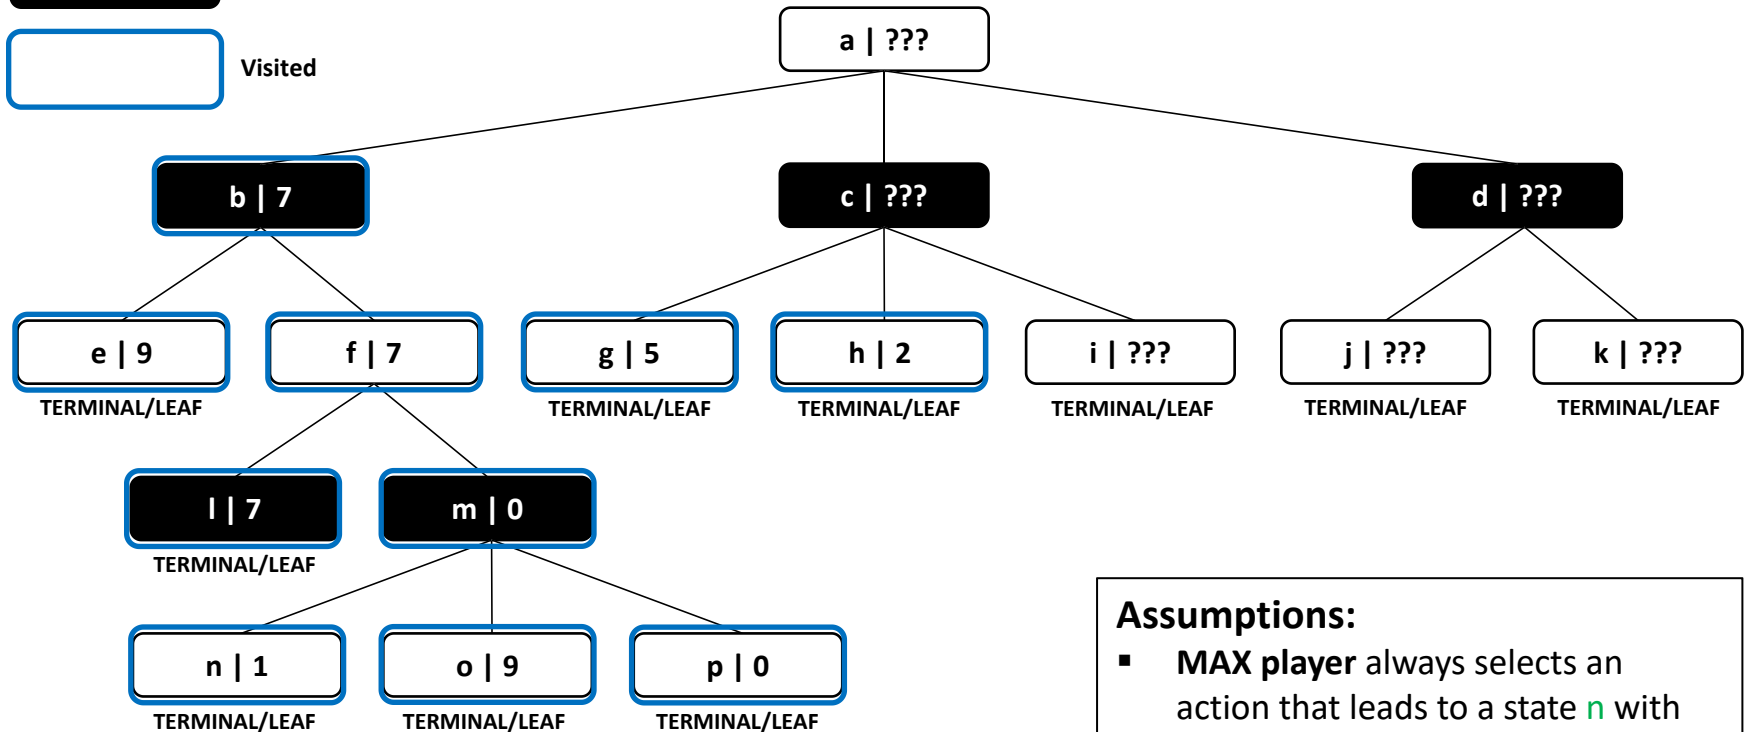 a | ???
Visited
b | 7
c | ???
d | ???
e | 9
f | 7
g | 5
h | 2
i | ???
j | ???
k | ???
TERMINAL/LEAF
TERMINAL/LEAF
TERMINAL/LEAF
TERMINAL/LEAF
TERMINAL/LEAF
TERMINAL/LEAF
l | 7
m | 0
TERMINAL/LEAF
n | 1
o | 9
p | 0
TERMINAL/LEAF
TERMINAL/LEAF
TERMINAL/LEAF
Assumptions:
▪ MAX player always selects an
action that leads to a state n with